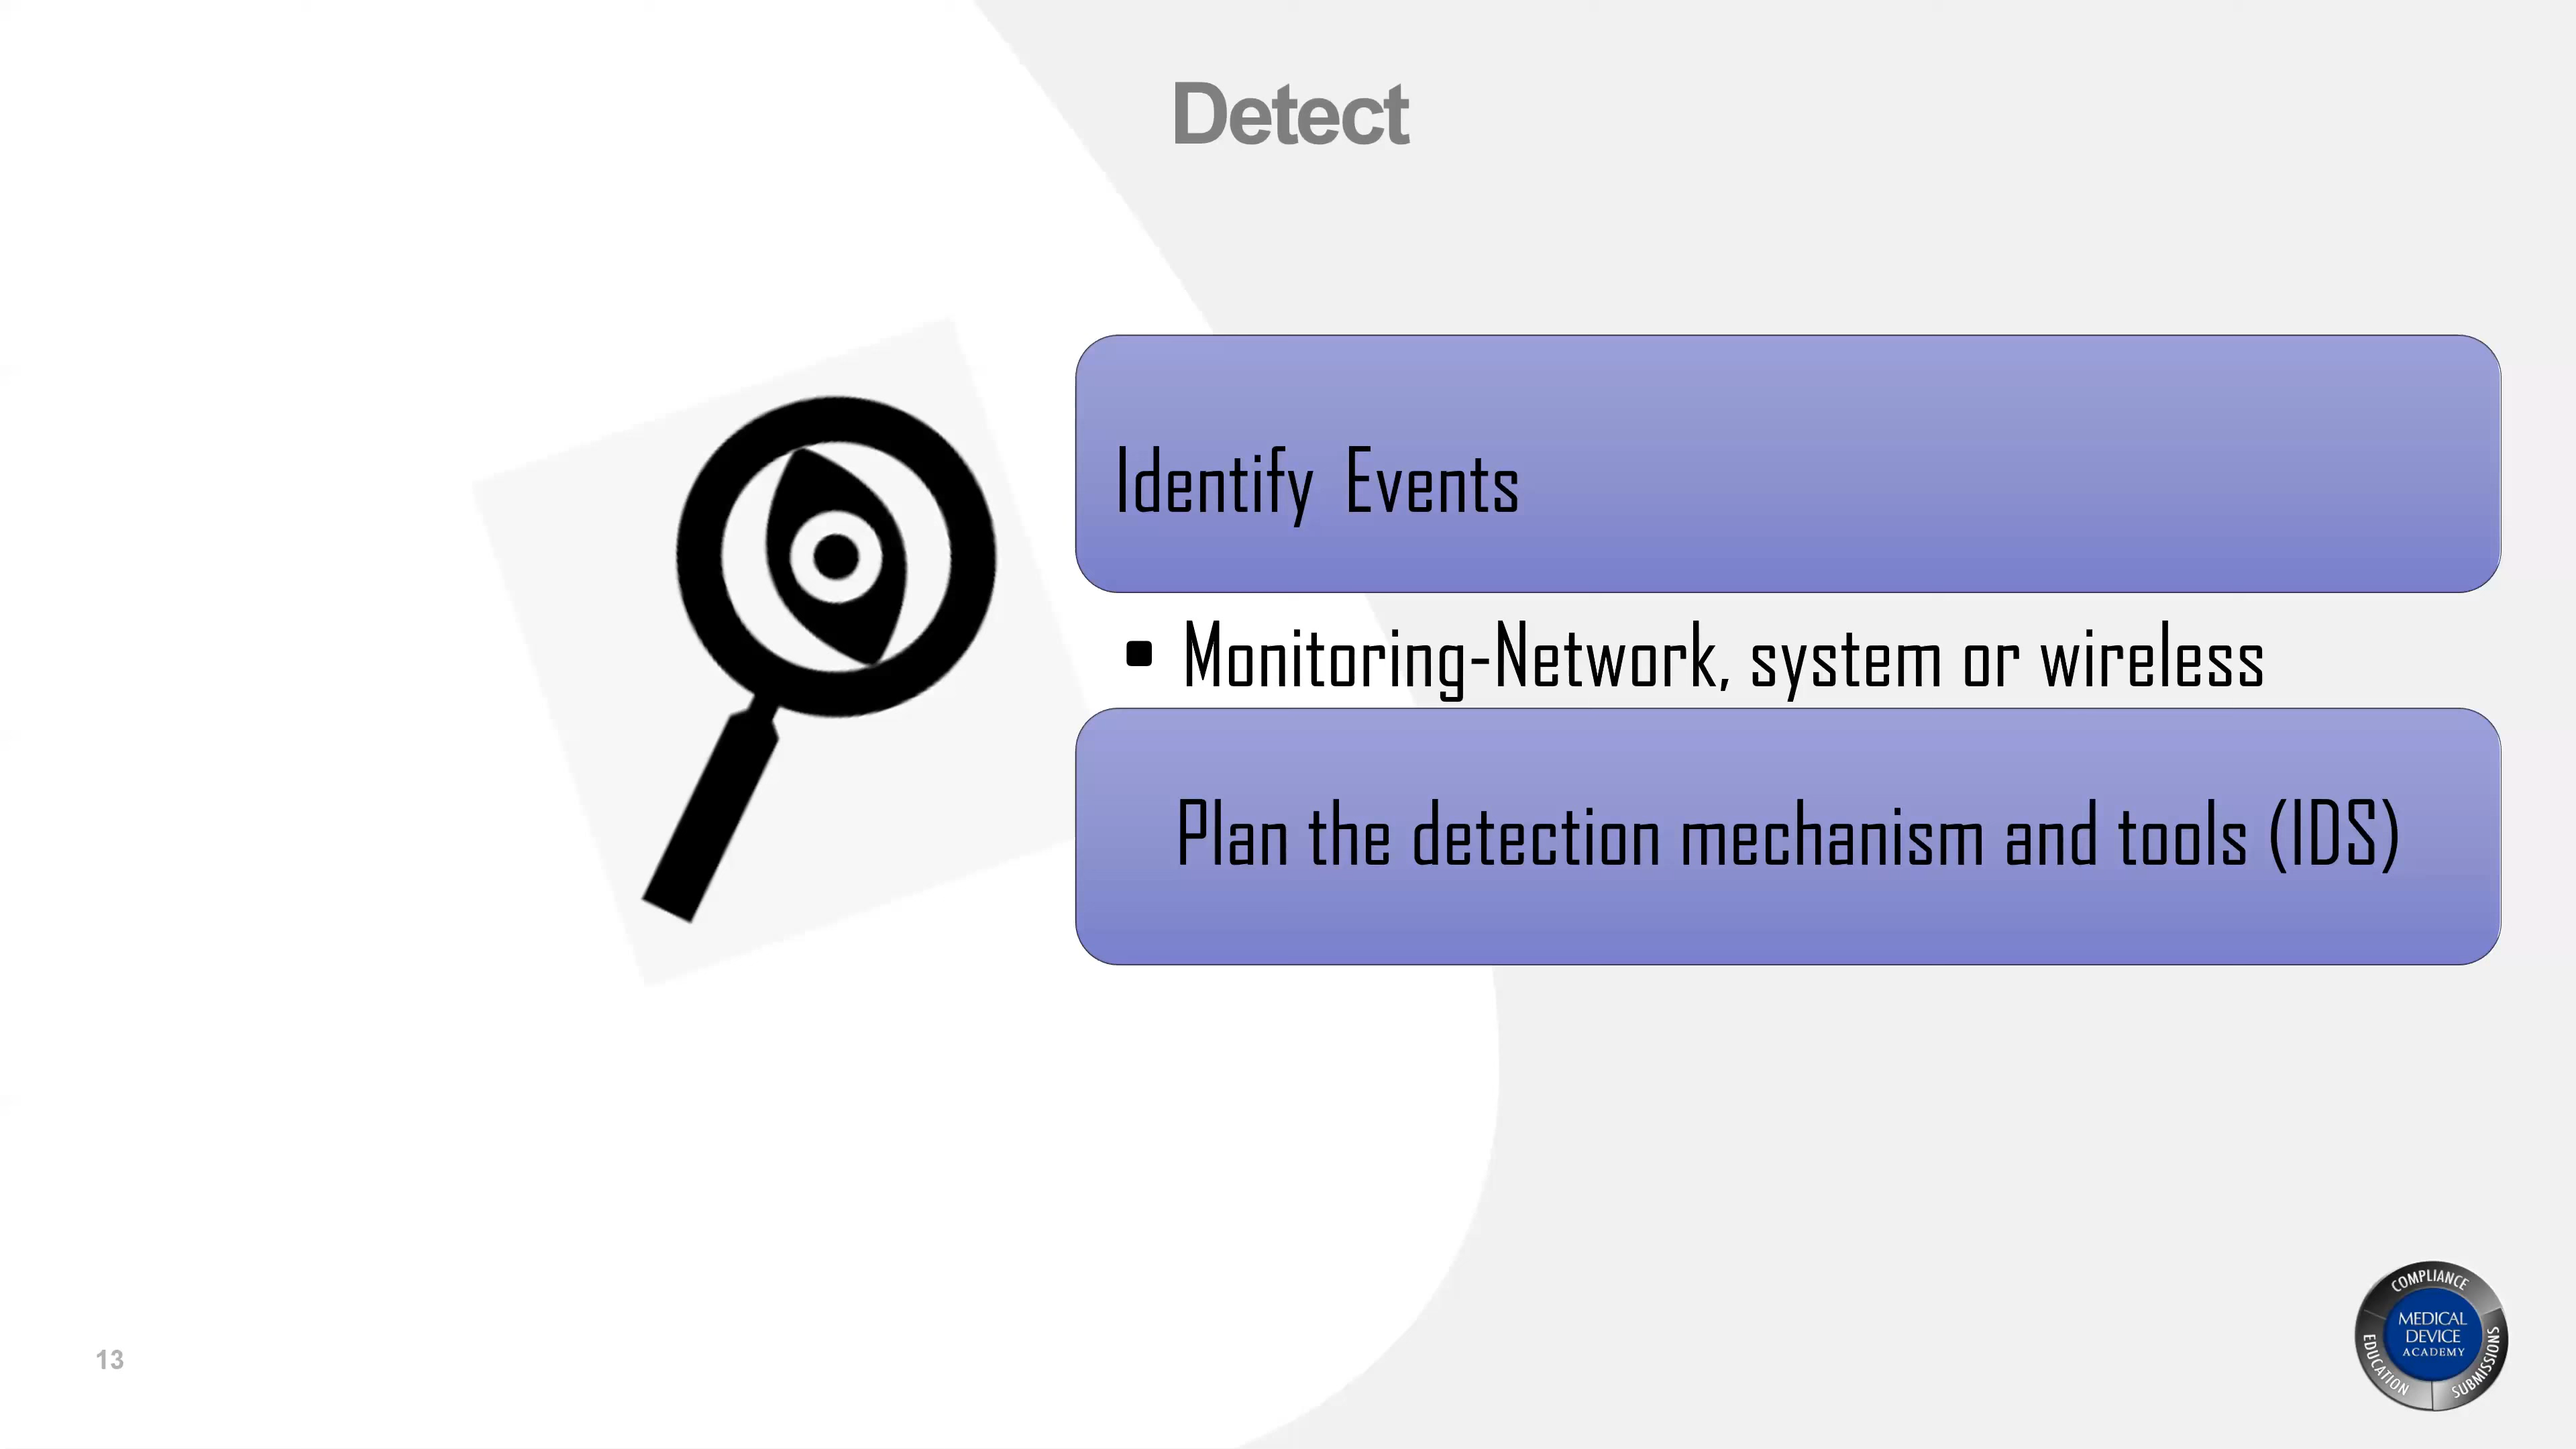 Detect
Identify Events
▪ Monitoring-Network, system or wireless
Plan the detection mechanism and tools (IDS)
13
COMPLIANCE
MEDICAL
DEVICE
ACADEMY
EDUCATION
SUBMISSIONS